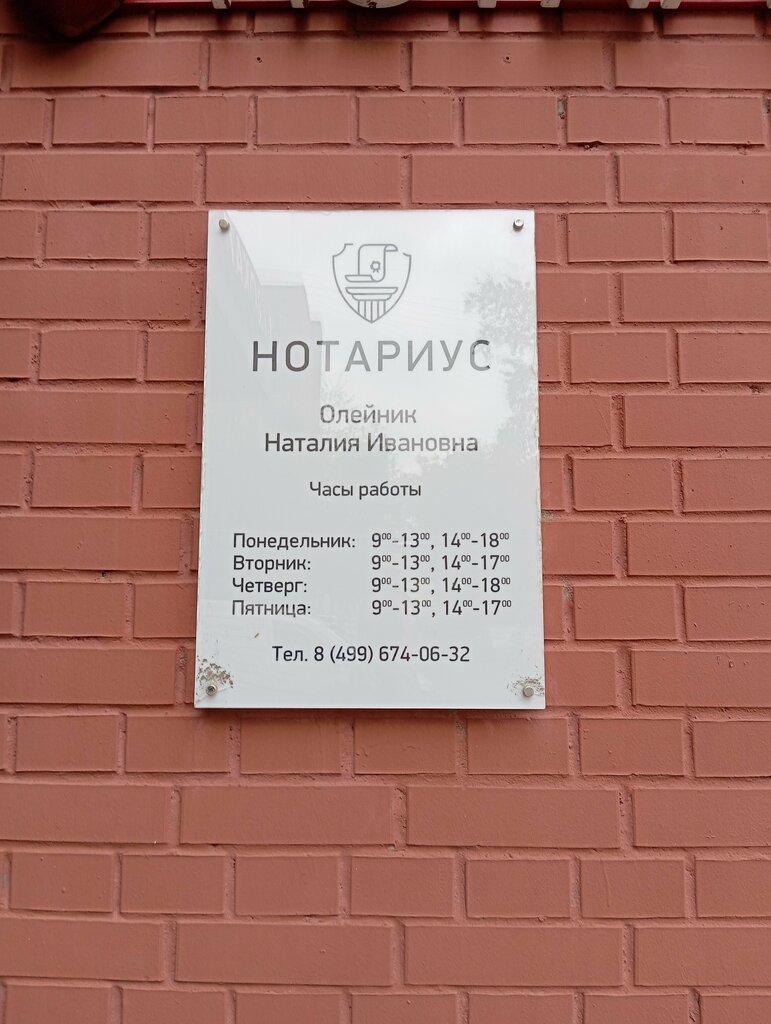 НОТАРИУС
Олейник
Наталия Ивановна
Часы работы
Понедельник: 9⁰⁰-13⁰⁰, 14⁰⁰-18⁰⁰
Вторник: 9⁰⁰-13⁰⁰, 14⁰⁰-17⁰⁰
Четверг: 9⁰⁰-13⁰⁰, 14⁰⁰-18⁰⁰
Пятница: 9⁰⁰-13⁰⁰, 14⁰⁰-17⁰⁰
Тел. 8 (499) 674-06-32